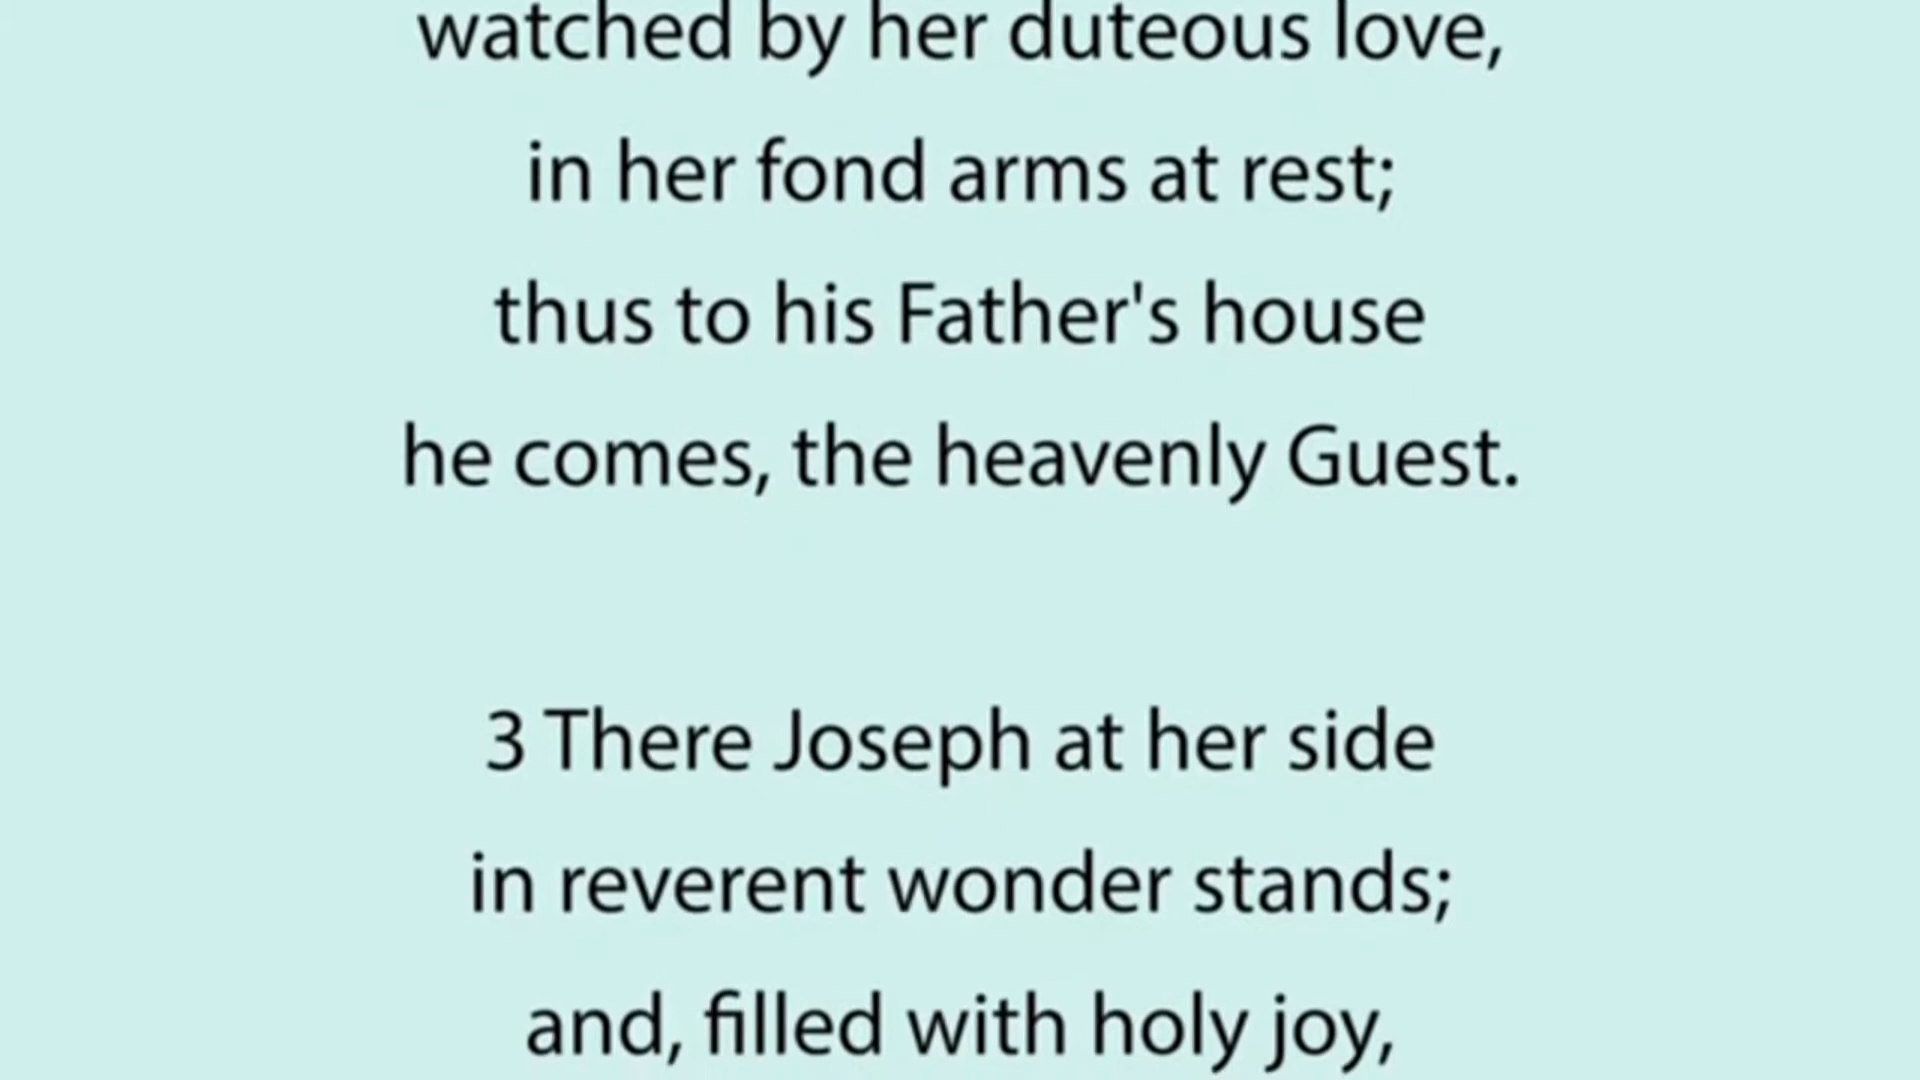 watched by her duteous love,
in her fond arms at rest;
thus to his Father's house
he comes, the heavenly Guest.
3 There Joseph at her side
in reverent wonder stands;
and, filled with holy joy,